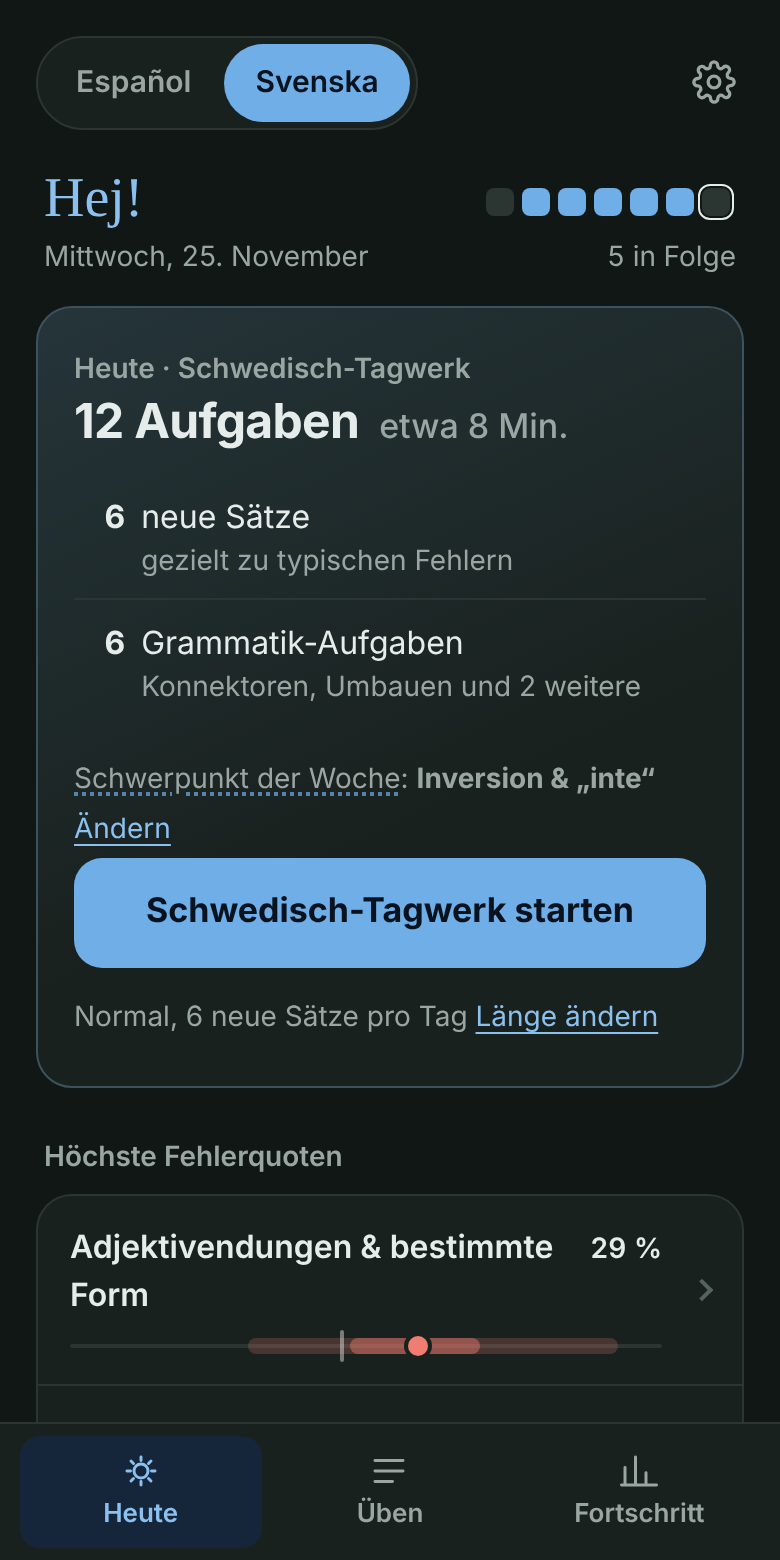 Español
Svenska
Hej!
Mittwoch, 25. November
5 in Folge
Heute · Schwedisch-Tagwerk
12 Aufgaben etwa 8 Min.
6 neue Sätze
gezielt zu typischen Fehlern
6 Grammatik-Aufgaben
Konnektoren, Umbauen und 2 weitere
Schwerpunkt der Woche: Inversion & „inte“
Ändern
Schwedisch-Tagwerk starten
Normal, 6 neue Sätze pro Tag Länge ändern
Höchste Fehlerquoten
Adjektivendungen & bestimmte 29 %
Form
Heute
Üben
Fortschritt